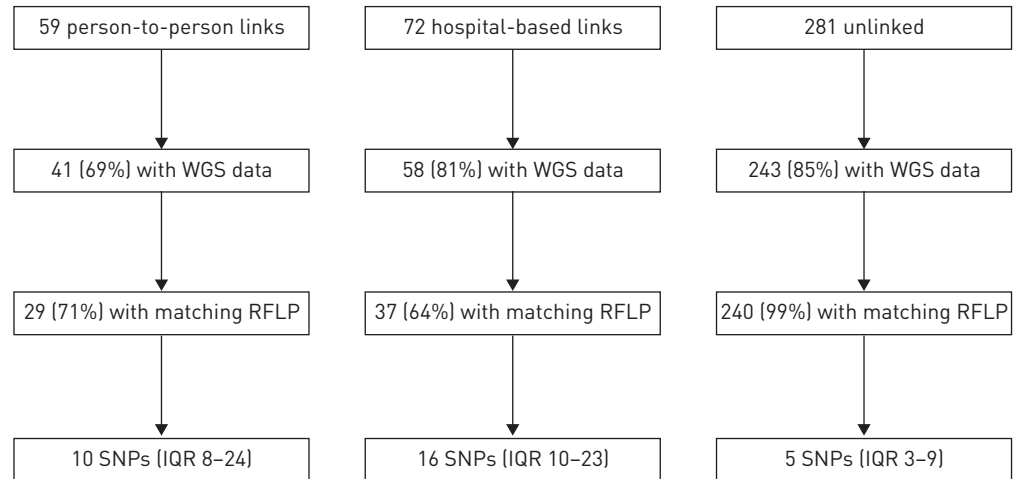 59 person-to-person links
72 hospital-based links
281 unlinked
41 (69%) with WGS data
58 (81%) with WGS data
243 (85%) with WGS data
29 (71%) with matching RFLP
37 (64%) with matching RFLP
240 (99%) with matching RFLP
10 SNPs (IQR 8–24)
16 SNPs (IQR 10–23)
5 SNPs (IQR 3–9)